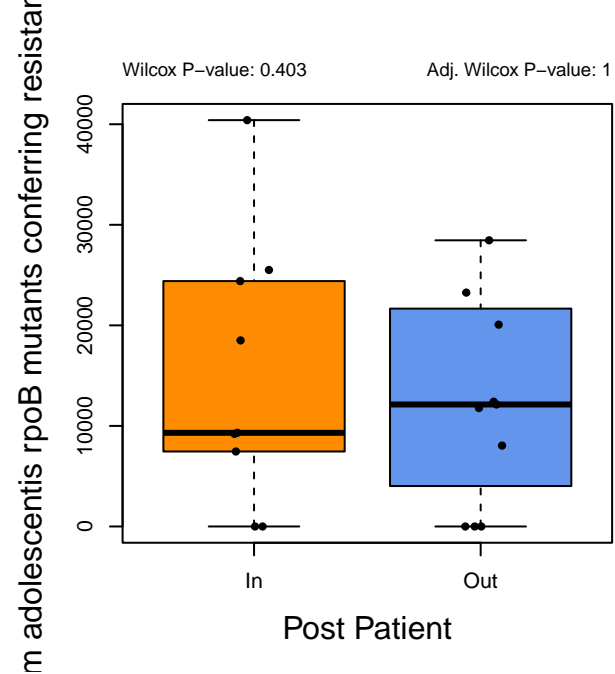 Wilcox P−value: 0.403
Adj. Wilcox P−value: 1
m adolescentis rpoB mutants conferring resistan
40000
30000
20000
10000
0
In
Out
Post Patient